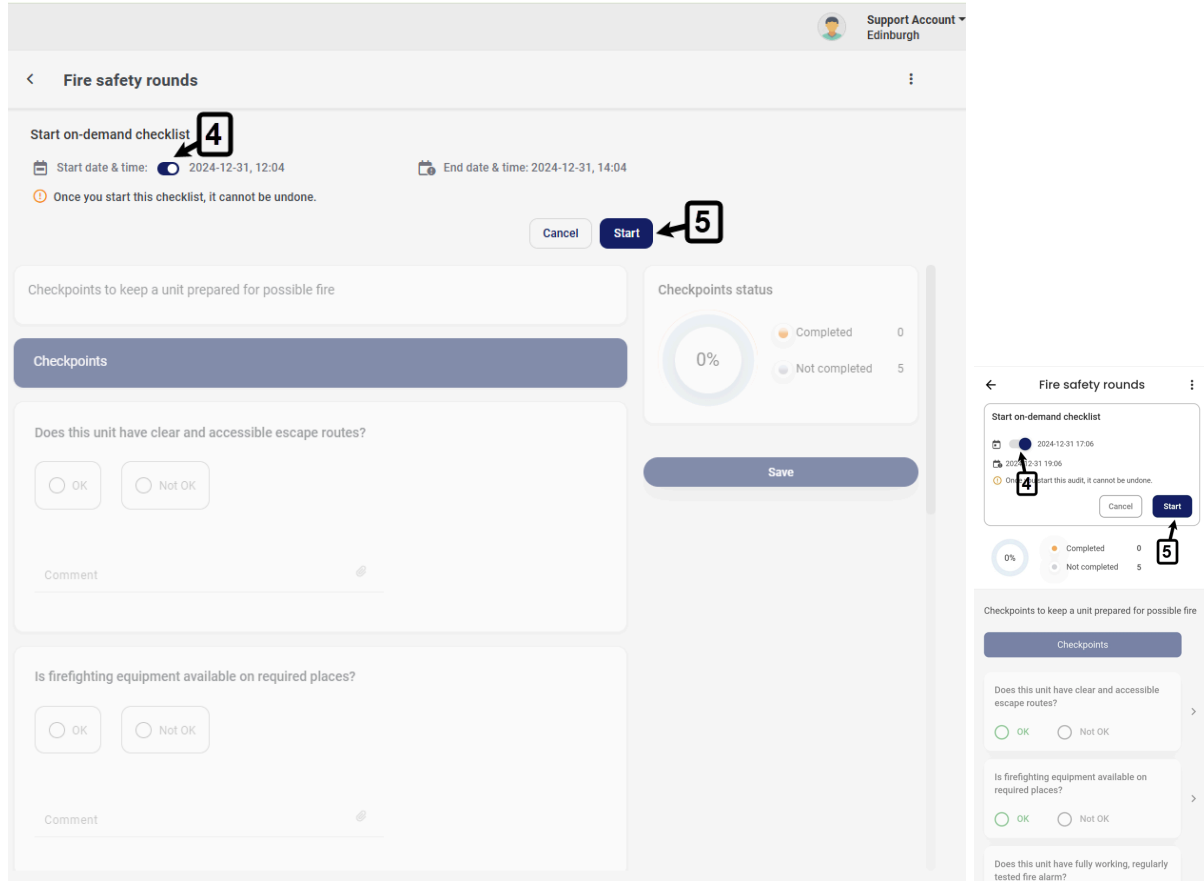 Support Account
Edinburgh
Fire safety rounds
Start on-demand checklist
4
Start date & time: 2024-12-31, 12:04
End date & time: 2024-12-31, 14:04
Once you start this checklist, it cannot be undone.
Cancel
Start
5
Checkpoints to keep a unit prepared for possible fire
Checkpoints
Does this unit have clear and accessible escape routes?
OK
Not OK
Comment
Is firefighting equipment available on required places?
OK
Not OK
Comment
Checkpoints status
0%
Completed 0
Not completed 5
Save
Fire safety rounds
Start on-demand checklist
2024-12-31 17:06
4
2024-12-31 19:06
Once you start this audit, it cannot be undone.
Cancel
Start
5
0%
Completed 0
Not completed 5
Checkpoints to keep a unit prepared for possible fire
Checkpoints
Does this unit have clear and accessible
escape routes?
OK
Not OK
Is firefighting equipment available on
required places?
OK
Not OK
Does this unit have fully working, regularly
tested fire alarm?